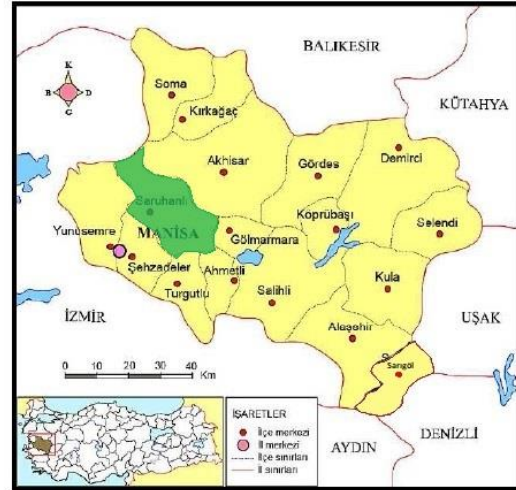 BALIKESİR
K
B D
G
KÜTAHYA
Soma
Kırkağaç
Akhisar
Gördes
Demirci
Saruhanlı
Köprübaşı
Selendi
Yunusemre
MANİSA
Gölmarmara
Şehzadeler
Ahmetli
Turgutlu
Salihli
Kula
İZMİR
UŞAK
Alaşehir
Sarıgöl
0 10 20 30 40
Km
İŞARETLER
İlçe merkezi
İl merkezi
İlçe sınırları
İl sınırları
AYDIN
DENİZLİ